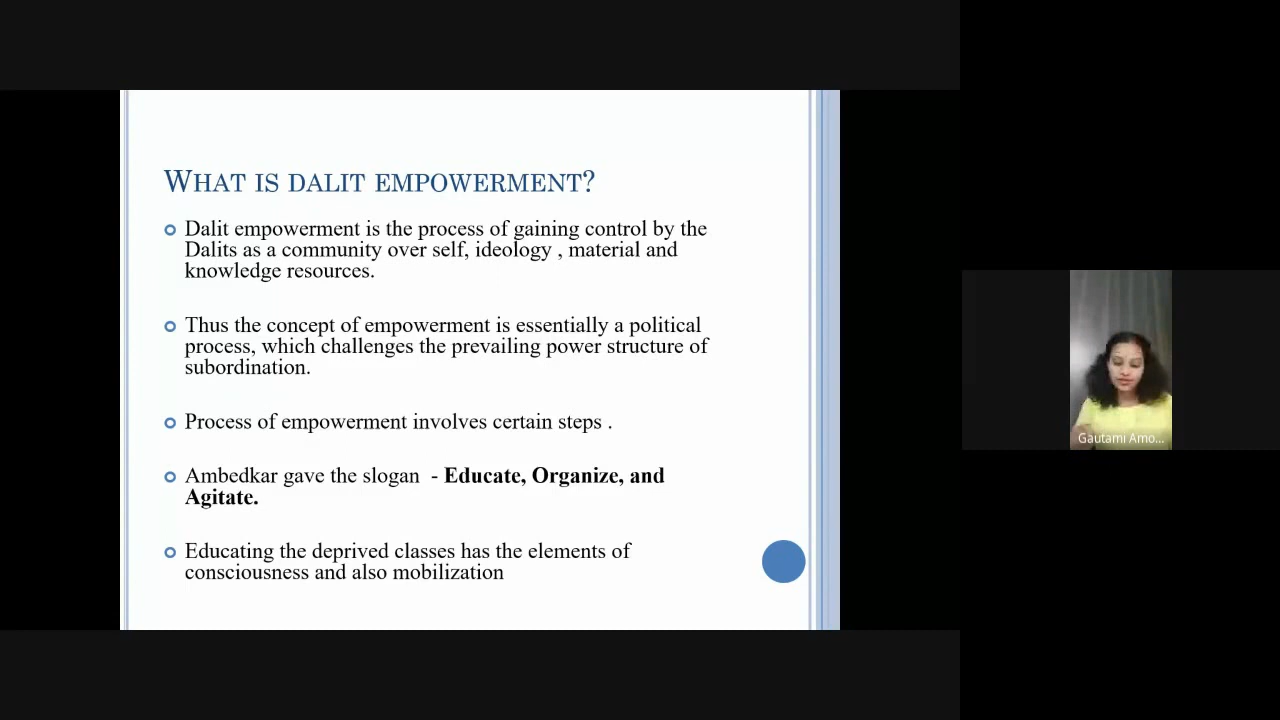 WHAT IS DALIT EMPOWERMENT?
Dalit empowerment is the process of gaining control by the
Dalits as a community over self, ideology , material and
knowledge resources.
Thus the concept of empowerment is essentially a political
process, which challenges the prevailing power structure of
subordination.
Process of empowerment involves certain steps .
Ambedkar gave the slogan - Educate, Organize, and
Agitate.
Educating the deprived classes has the elements of
consciousness and also mobilization
Gautami Amo...